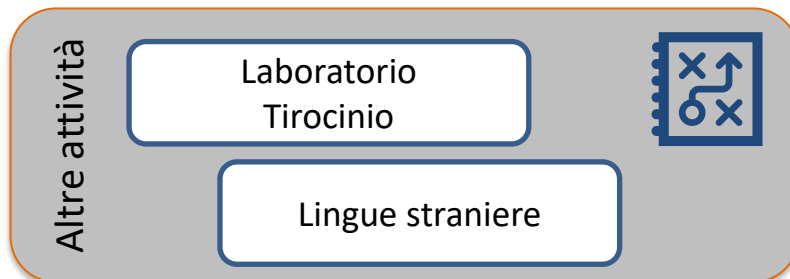 Altre attività
Laboratorio
Tirocinio
Lingue straniere